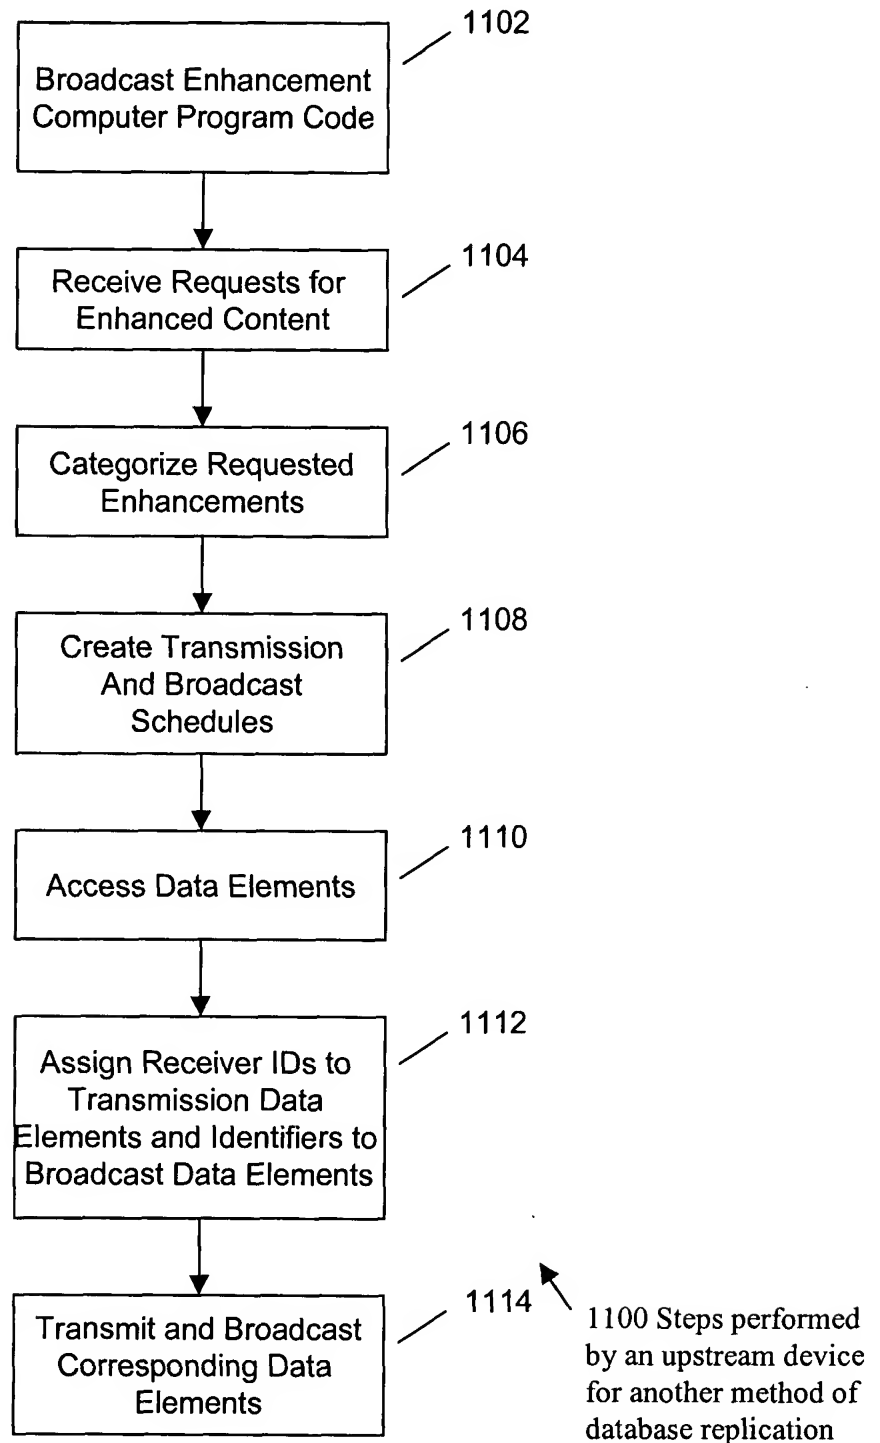 1102
Broadcast Enhancement
Computer Program Code
1104
Receive Requests for
Enhanced Content
1106
Categorize Requested
Enhancements
1108
Create Transmission
And Broadcast
Schedules
1110
Access Data Elements
1112
Assign Receiver IDs to
Transmission Data
Elements and Identifiers to
Broadcast Data Elements
1114
Transmit and Broadcast
Corresponding Data
Elements
1100 Steps performed
by an upstream device
for another method of
database replication